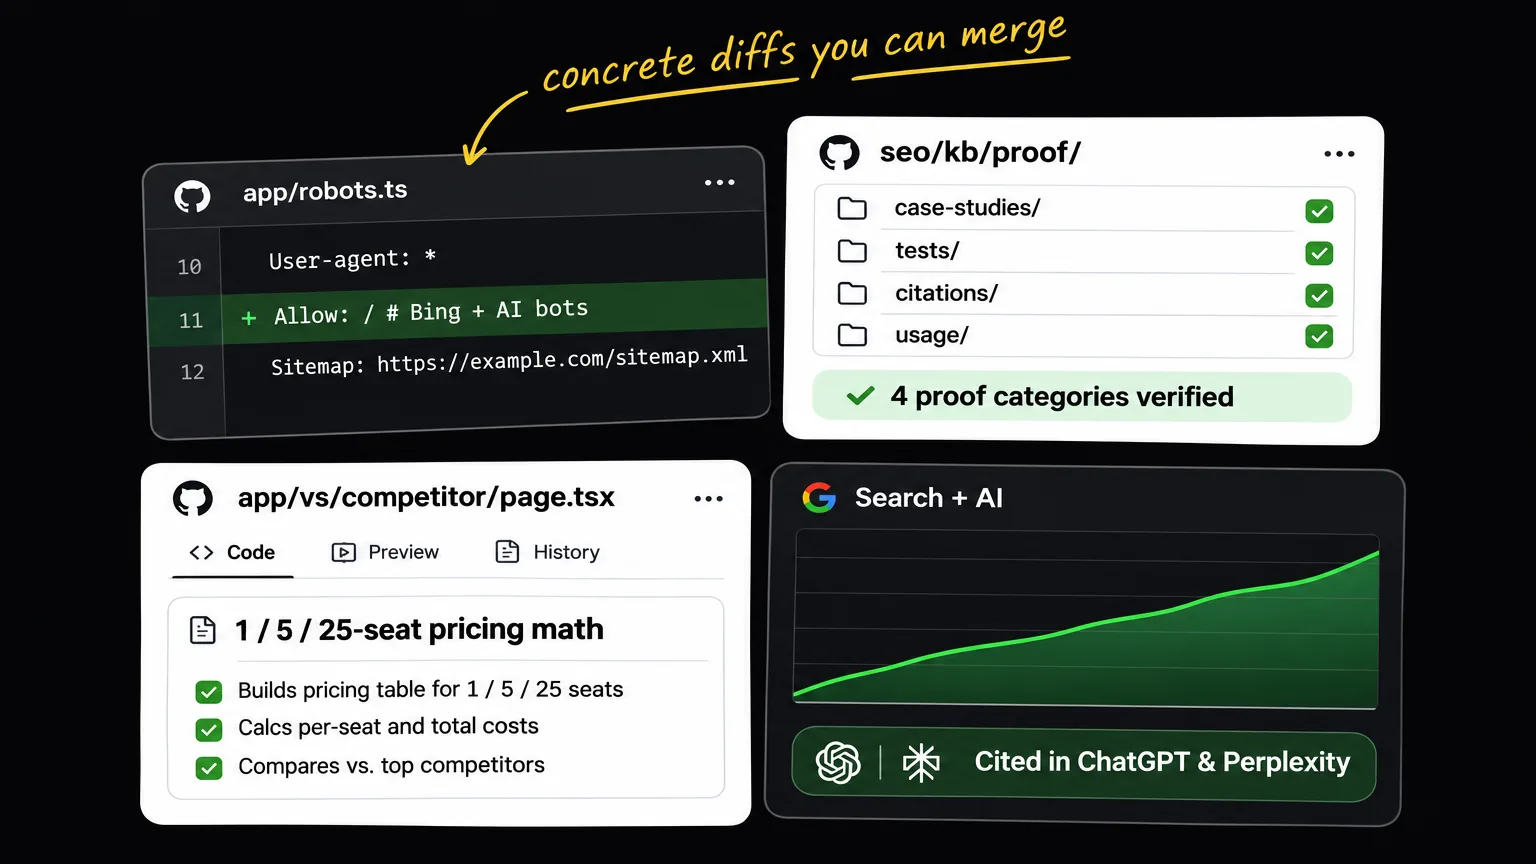 concrete diffs you can merge
app/robots.ts
10 User-agent: *
11 + Allow: / # Bing + AI bots
12 Sitemap: https://example.com/sitemap.xml
seo/kb/proof/
case-studies/
tests/
citations/
usage/
4 proof categories verified
app/vs/competitor/page.tsx
<> Code Preview History
1 / 5 / 25-seat pricing math
Builds pricing table for 1 / 5 / 25 seats
Calcs per-seat and total costs
Compares vs. top competitors
Search + AI
Cited in ChatGPT & Perplexity